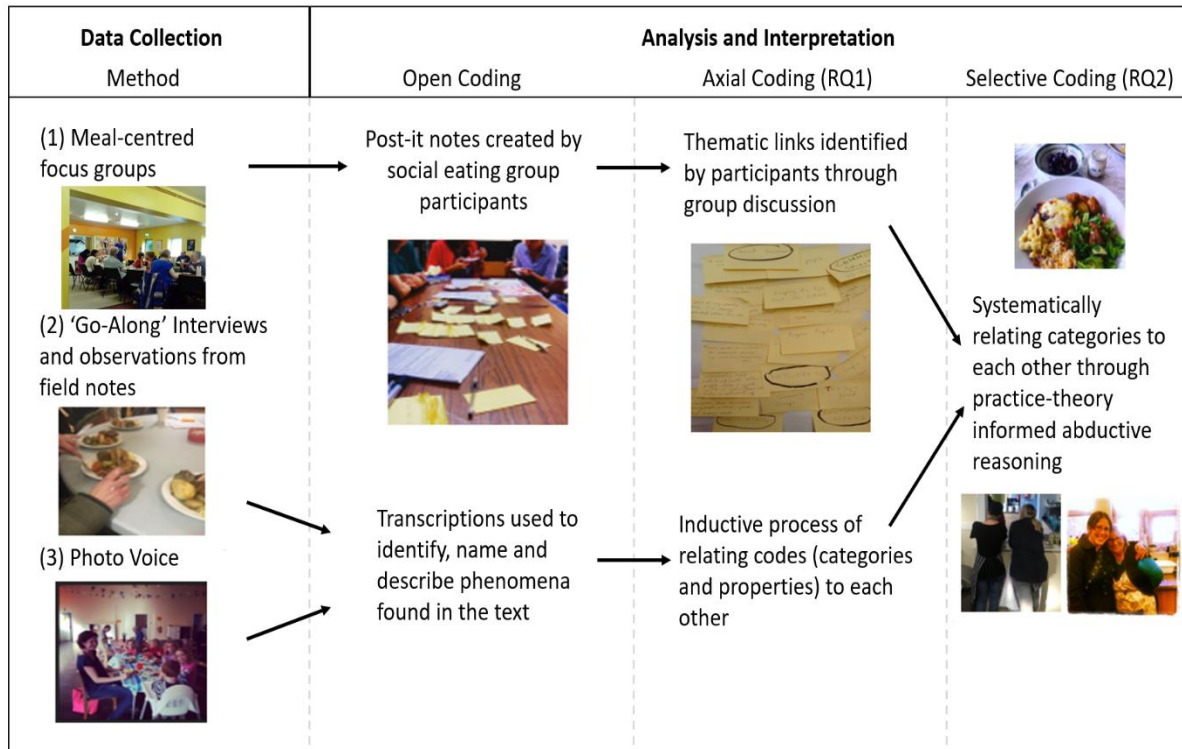 Data Collection
Analysis and Interpretation
Method
Open Coding
Axial Coding (RQ1)
Selective Coding (RQ2)
(1) Meal-centred
focus groups
Post-it notes created by
social eating group
participants
Thematic links identified
by participants through
group discussion
(2) ‘Go-Along’ Interviews
and observations from
field notes
Systematically
relating categories to
each other through
practice-theory
informed abductive
reasoning
(3) Photo Voice
Transcriptions used to
identify, name and
describe phenomena
found in the text
Inductive process of
relating codes (categories
and properties) to each
other